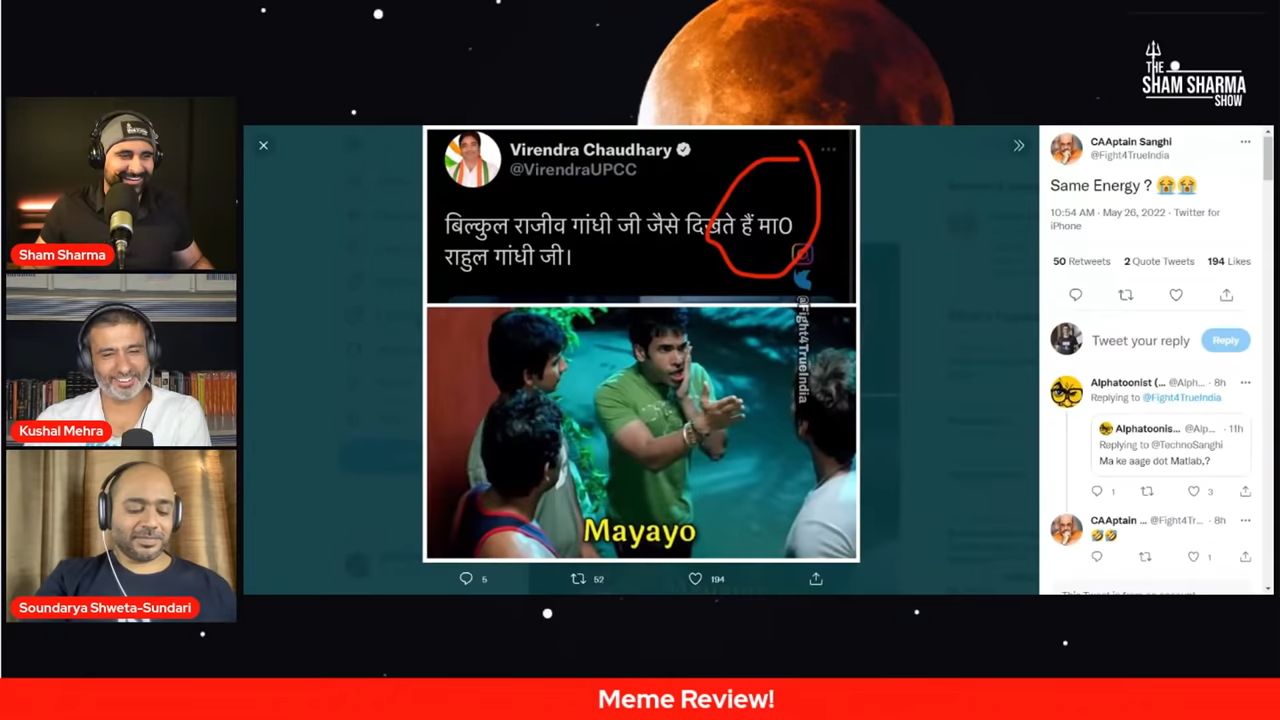 THE
SHAM SHARMA
SHOW
Sham Sharma
Kushal Mehra
Soundarya Shweta-Sundari
Virendra Chaudhary
@VirendraUPCC
बिल्कुल राजीव गांधी जी जैसे दिखते हैं मा0
राहुल गांधी जी।
@Fight4TrueIndia
Mayayo
5
52
194
CAAptain Sanghi
@Fight4TrueIndia
Same Energy ? 😭😭
10:54 AM · May 26, 2022 · Twitter for
iPhone
50 Retweets 2 Quote Tweets 194 Likes
Tweet your reply
Reply
Alphatoonist (... @Alph... · 8h
Replying to @Fight4TrueIndia
Alphatoonis... @Alp... · 11h
Replying to @TechnoSanghi
Ma ke aage dot Matlab,?
1
3
CAAptain ... @Fight4Tr... · 8h
🤣🤣
1
Meme Review!